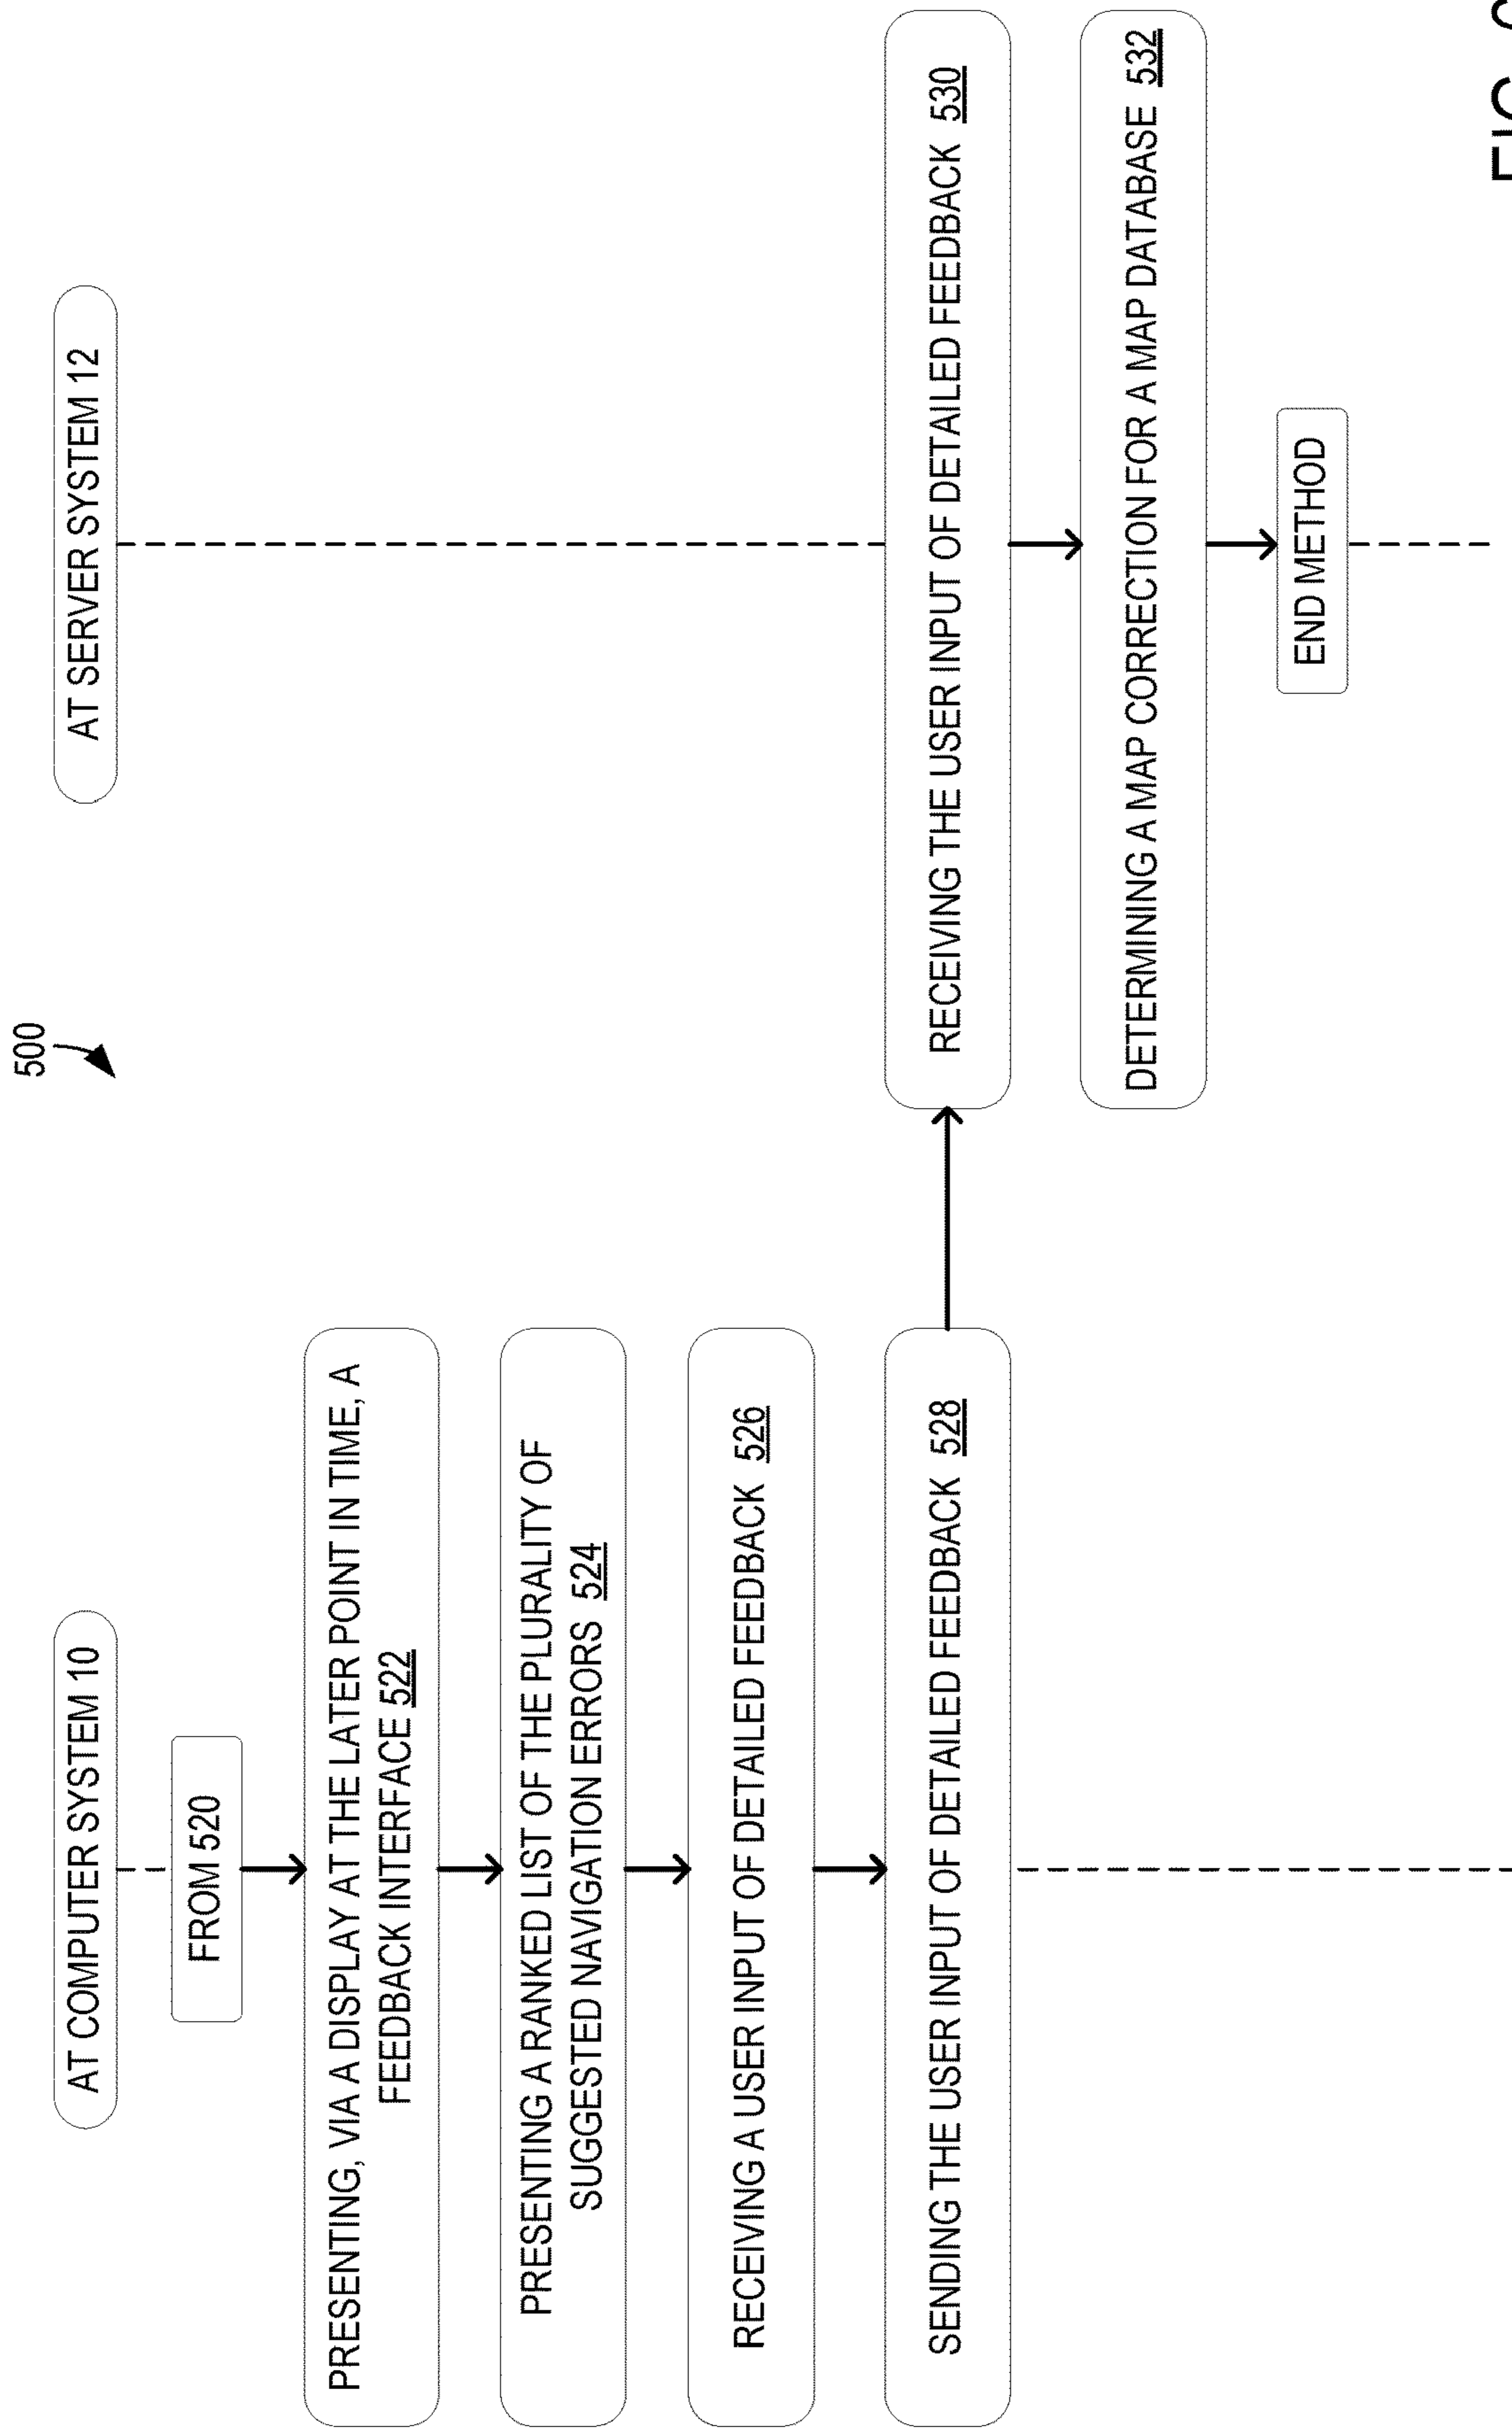 500
AT COMPUTER SYSTEM 10
FROM 520
PRESENTING, VIA A DISPLAY AT THE LATER POINT IN TIME, A
FEEDBACK INTERFACE 522
PRESENTING A RANKED LIST OF THE PLURALITY OF
SUGGESTED NAVIGATION ERRORS 524
RECEIVING A USER INPUT OF DETAILED FEEDBACK 526
SENDING THE USER INPUT OF DETAILED FEEDBACK 528
AT SERVER SYSTEM 12
RECEIVING THE USER INPUT OF DETAILED FEEDBACK 530
DETERMINING A MAP CORRECTION FOR A MAP DATABASE 532
END METHOD
FIG.